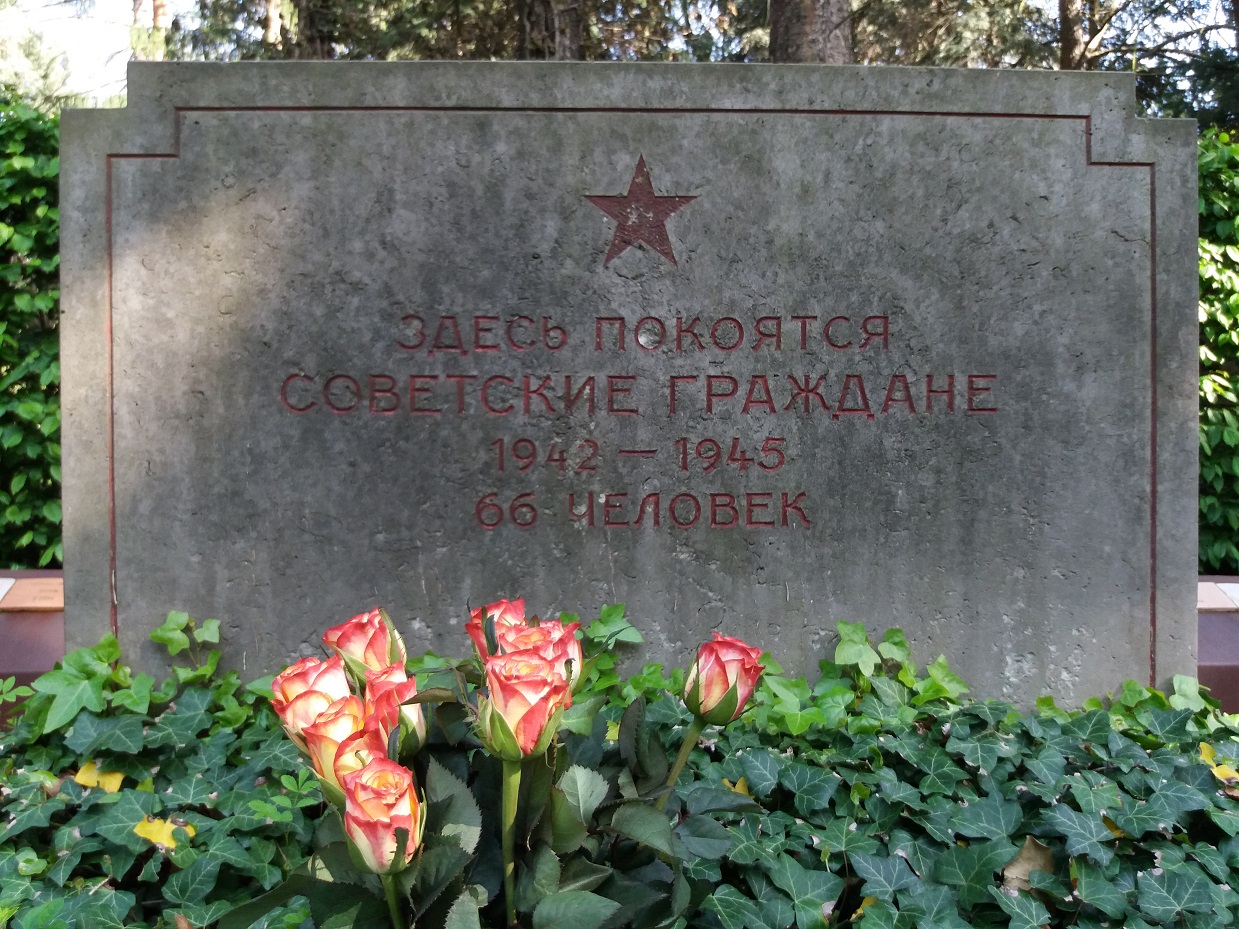 ЗДЕСЬ ПОКОЯТСЯ
СОВЕТСКИЕ ГРАЖДАНЕ
1942 — 1945
66 ЧЕЛОВЕК